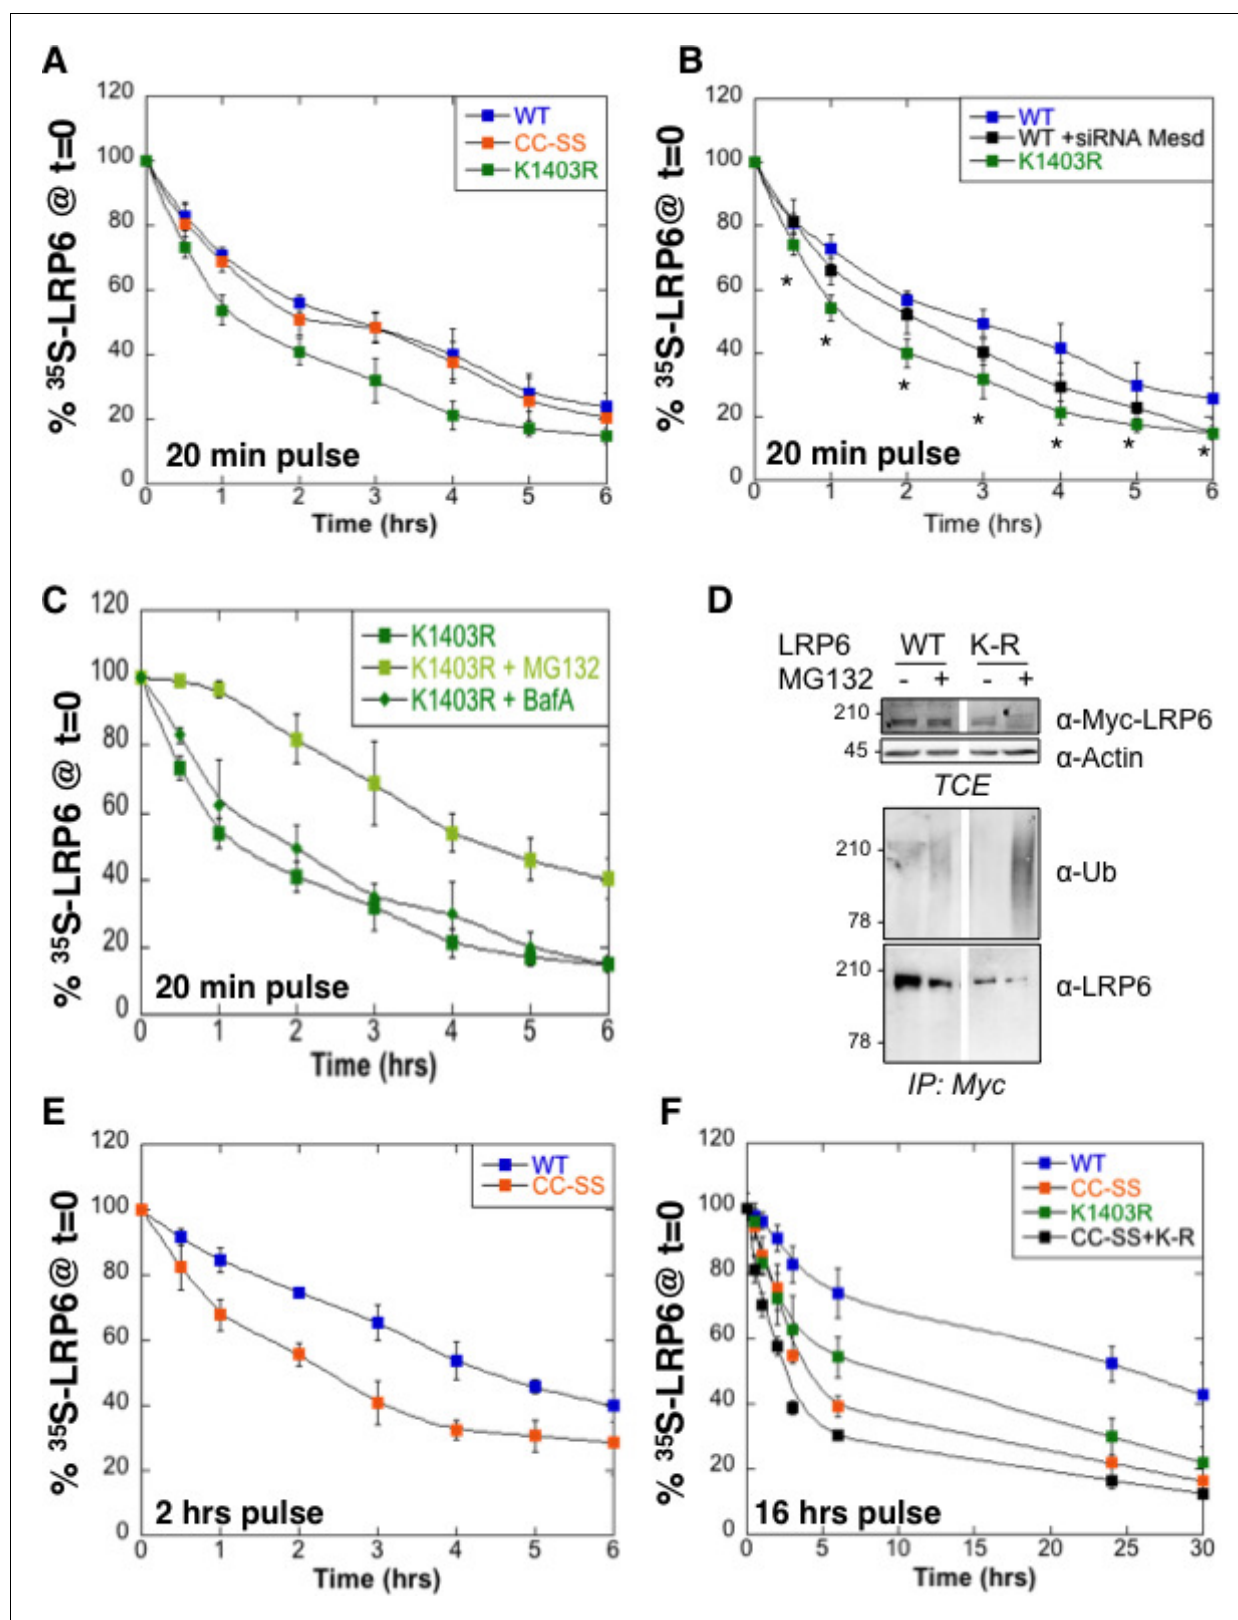 A
120
100
80
60
40
20
0
% 35S-LRP6 @ t=0
WT
CC-SS
K1403R
20 min pulse
0 1 2 3 4 5 6
Time (hrs)
B
120
100
80
60
40
20
0
% 35S-LRP6@ t=0
WT
WT +siRNA Mesd
K1403R
* * * * * * *
20 min pulse
0 1 2 3 4 5 6
Time (hrs)
C
120
100
80
60
40
20
0
% 35S-LRP6 @ t=0
K1403R
K1403R + MG132
K1403R + BafA
20 min pulse
0 1 2 3 4 5 6
Time (hrs)
D
LRP6 WT K-R
MG132 - + - +
210 α-Myc-LRP6
45 α-Actin
TCE
210
α-Ub
78
210
α-LRP6
78
IP: Myc
E
120
100
80
60
40
20
0
% 35S-LRP6@ t=0
WT
CC-SS
2 hrs pulse
0 1 2 3 4 5 6
Time (hrs)
F
120
100
80
60
40
20
0
% 35S-LRP6@ t=0
WT
CC-SS
K1403R
CC-SS+K-R
16 hrs pulse
0 5 10 15 20 25 30
Time (hrs)